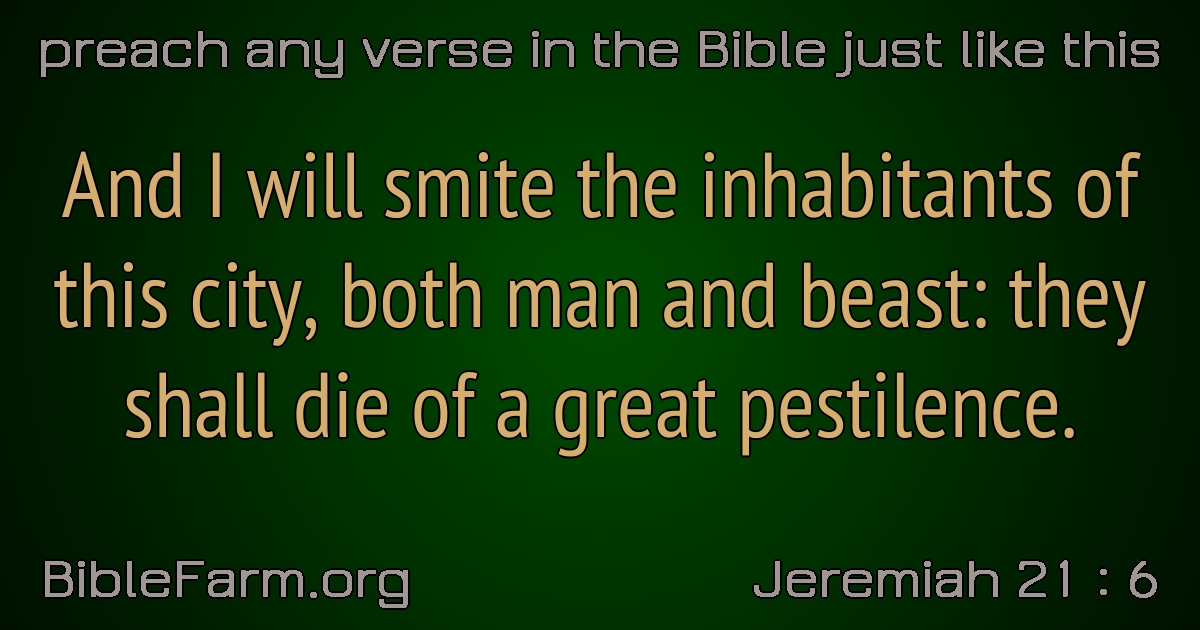 preach any verse in the Bible just like this
And I will smite the inhabitants of
this city, both man and beast: they
shall die of a great pestilence.
BibleFarm.org
Jeremiah 21 : 6